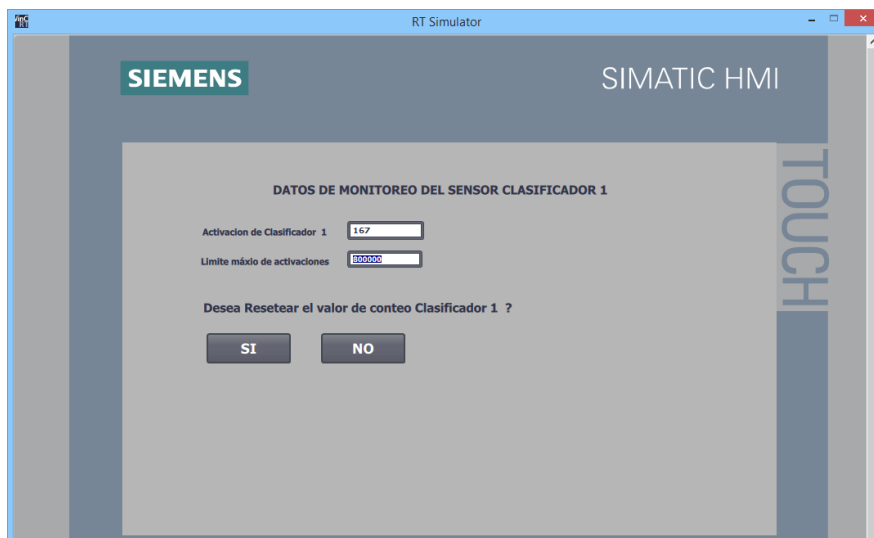 RT Simulator
SIEMENS
SIMATIC HMI
TOUCH
DATOS DE MONITOREO DEL SENSOR CLASIFICADOR 1
Activacion de Clasificador 1 167
Limite máxio de activaciones 800000
Desea Resetear el valor de conteo Clasificador 1 ?
SI NO